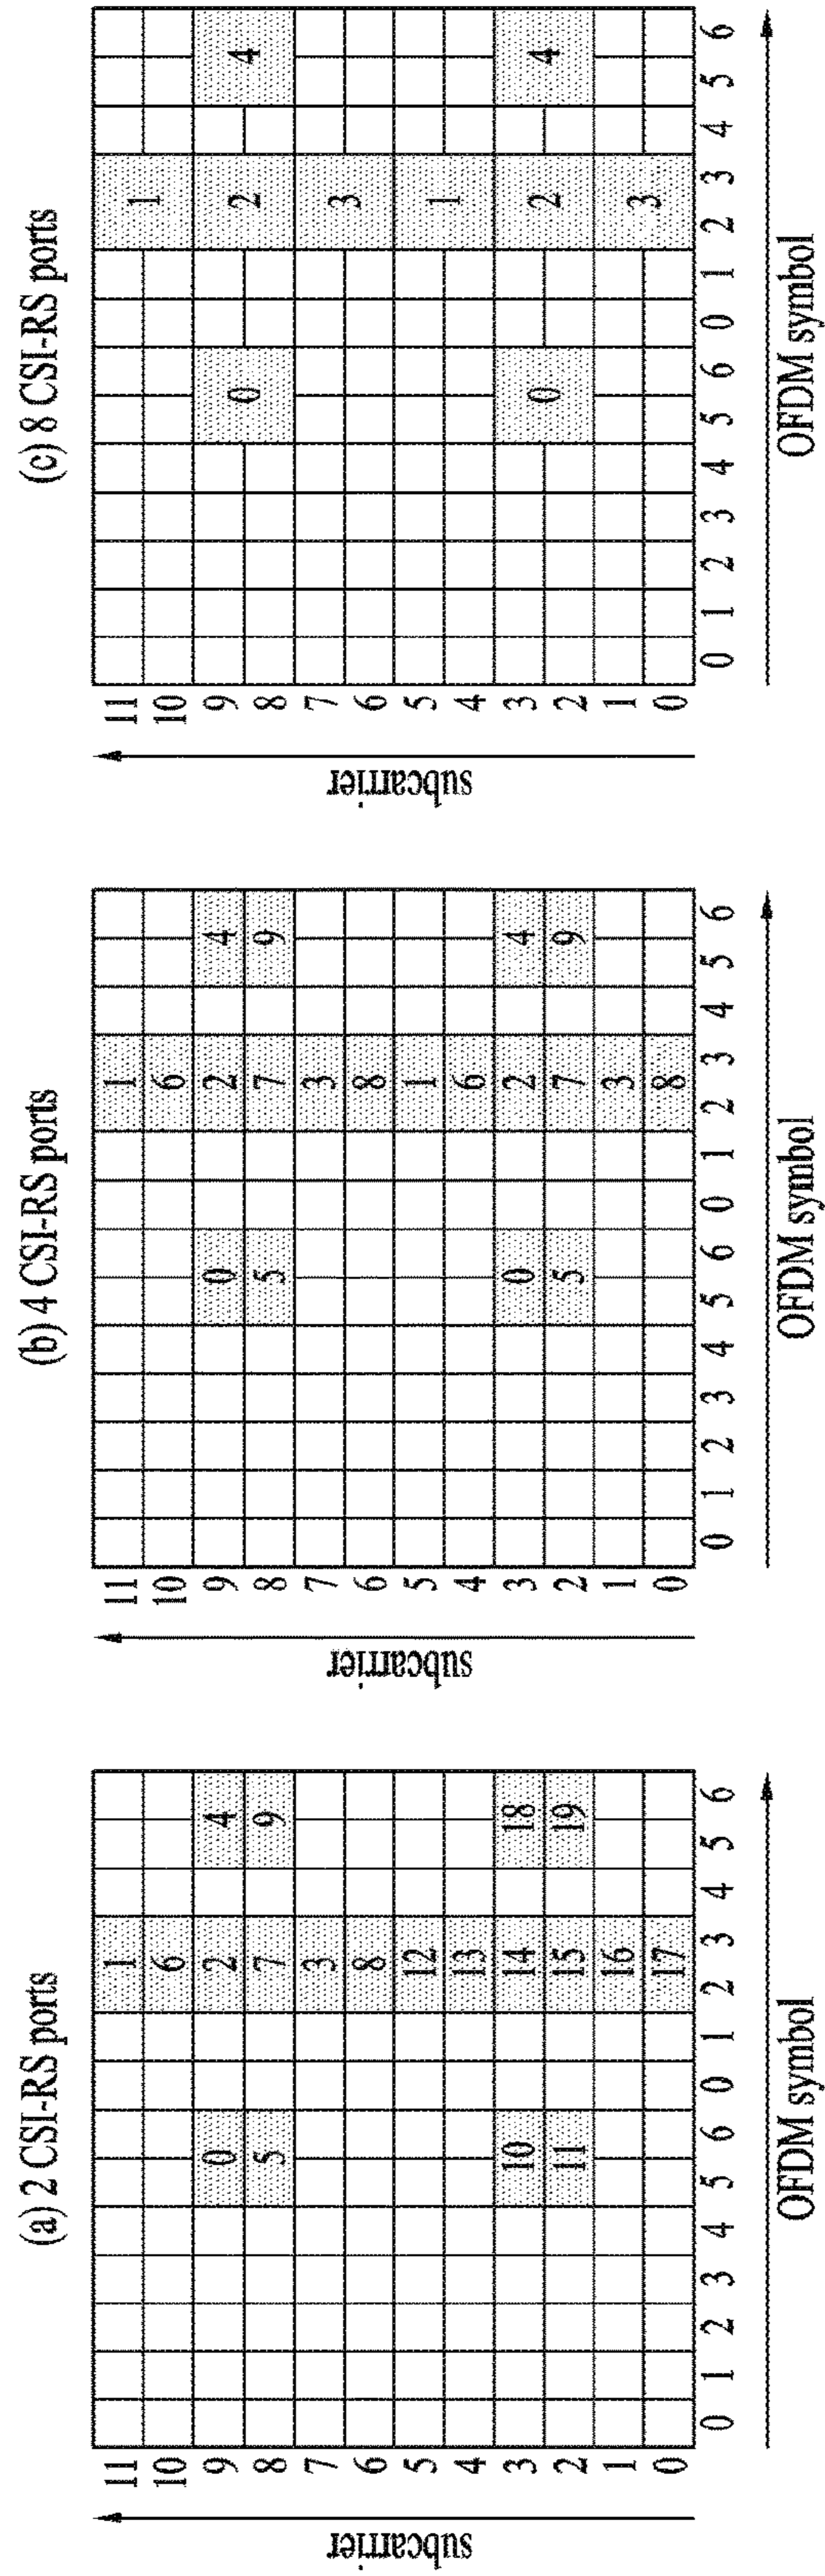 (a) 2 CSI-RS ports
subcarrier
11 1
10 6
9 0 2 4
8 5 7 9
7 3
6 8
5 12
4 13
3 10 14 18
2 11 15 19
1 16
0 17
0 1 2 3 4 5 6 0 1 2 3 4 5 6
OFDM symbol
(b) 4 CSI-RS ports
subcarrier
11 1
10 6
9 0 2 4
8 5 7 9
7 3
6 8
5 1
4 6
3 0 2 4
2 5 7 9
1 3
0 8
0 1 2 3 4 5 6 0 1 2 3 4 5 6
OFDM symbol
(c) 8 CSI-RS ports
subcarrier
11
1
10
9
0 2 4
8
7
3
6
5
1
4
3
0 2 4
2
1
3
0
0 1 2 3 4 5 6 0 1 2 3 4 5 6
OFDM symbol